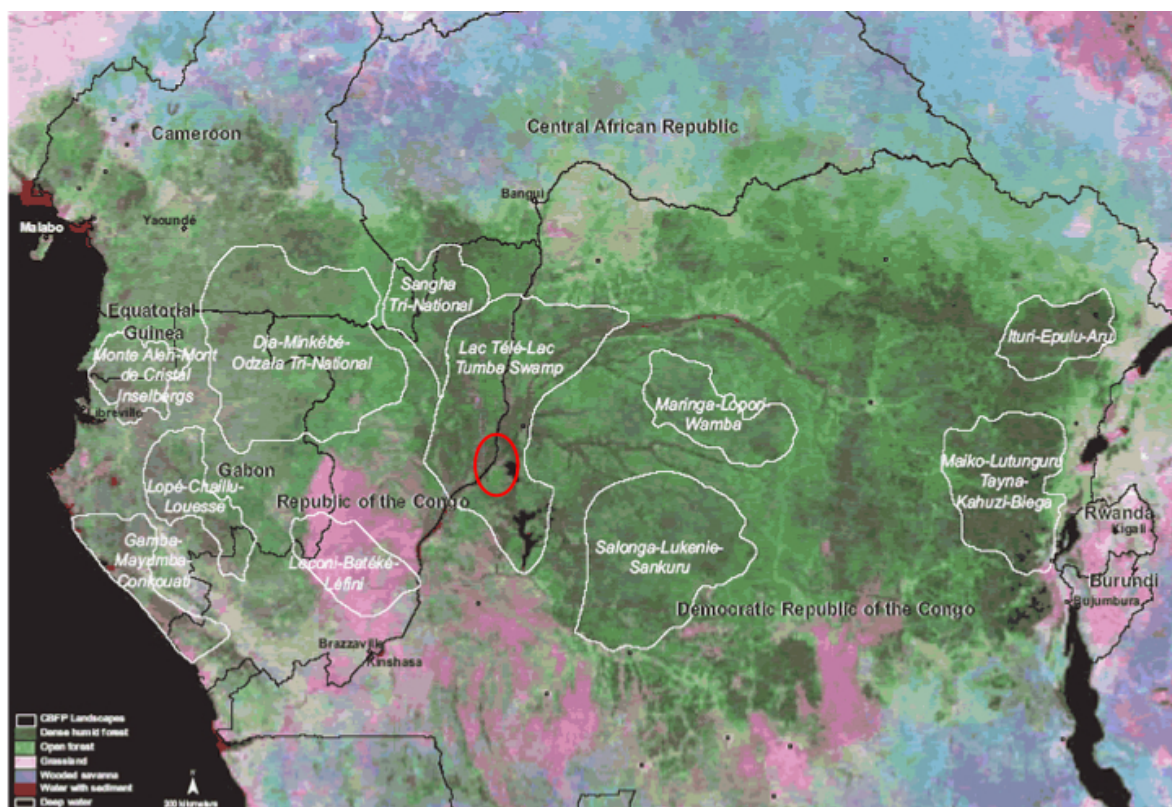 Cameroon
Central African Republic
Bangui
Malabo
Yaoundé
Sangha
Tri-National
Equatorial
Guinea
Monte Alen-Mont
de Cristal
Inselbergs
Dja-Minkébé-
Odzala Tri-National
Lac Télé-Lac
Tumba Swamp
Ituri-Epulu-Aru
Libreville
Maringa-Lopori-
Wamba
Gabon
Lopé-Chaillu-
Louesse
Republic of the Congo
Maiko-Lutunguru
Tayna-
Kahuzi-Biega
Rwanda
Kigali
Gamba-
Mayumba-
Conkouati
Leconi-Batéké-
Léfini
Salonga-Lukenie-
Sankuru
Burundi
Bujumbura
Democratic Republic of the Congo
Brazzaville
Kinshasa
CBFP Landscapes
Dense humid forest
Open forest
Grassland
Wooded savanna
Water with sediment
Deep water
N
300 kilometers